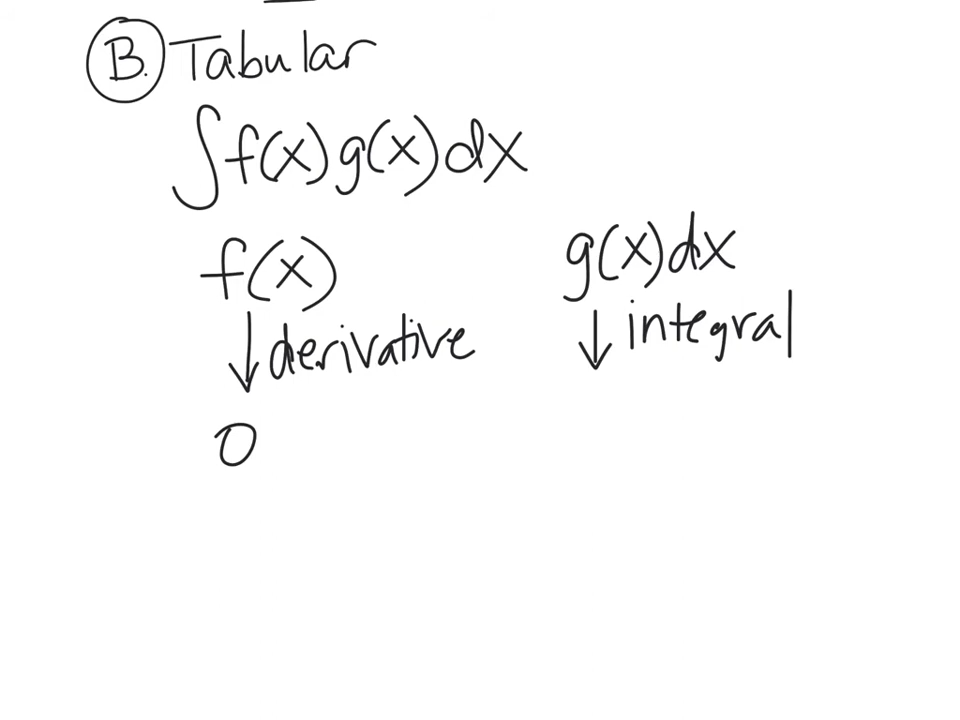 B. Tabular
∫f(x)g(x)dx
f(x) g(x)dx
↓derivative ↓integral
0